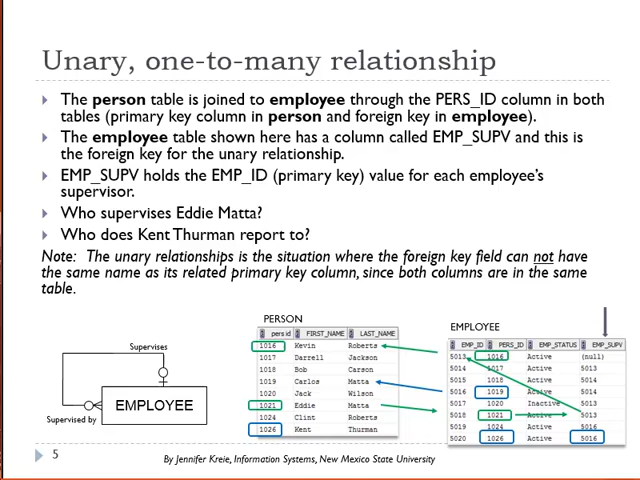 Unary, one-to-many relationship
The person table is joined to employee through the PERS_ID column in both
tables (primary key column in person and foreign key in employee).
The employee table shown here has a column called EMP_SUPV and this is
the foreign key for the unary relationship.
EMP_SUPV holds the EMP_ID (primary key) value for each employee's
supervisor.
Who supervises Eddie Matta?
Who does Kent Thurman report to?
Note: The unary relationships is the situation where the foreign key field can not have
the same name as its related primary key column, since both columns are in the same
table.
Supervises
EMPLOYEE
Supervised by
PERSON
pers id FIRST_NAME LAST_NAME
1016 Kevin Roberts
1017 Darrell Jackson
1018 Bob Carson
1019 Carlos Matta
1020 Jack Wilson
1021 Eddie Matta
1024 Clint Roberts
1026 Kent Thurman
EMPLOYEE
EMP_ID PERS_ID EMP_STATUS EMP_SUPV
5013 1016 Active (null)
5014 1017 Active 5013
5015 1018 Active 5014
5016 1019 Active 5014
5017 1020 Inactive 5013
5018 1021 Active 5013
5019 1024 Active 5016
5020 1026 Active 5016
5
By Jennifer Kreie, Information Systems, New Mexico State University